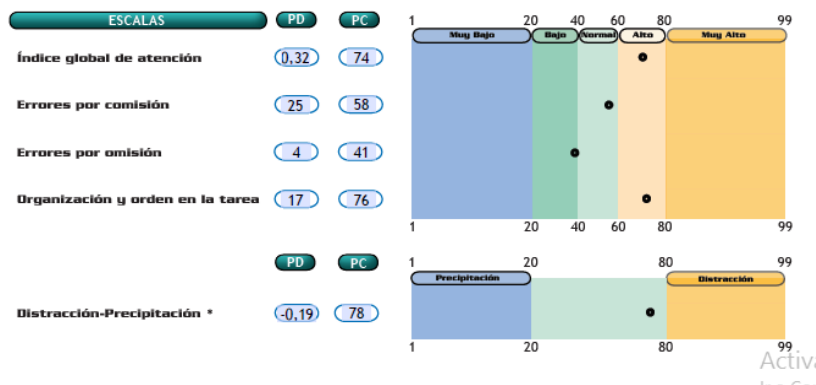 ESCALAS PD PC 1 20 40 60 80 99
Muy Bajo Bajo Normal Alto Muy Alto
Índice global de atención 0,32 74
Errores por comisión 25 58
Errores por omisión 4 41
Organización y orden en la tarea 17 76
1 20 40 60 80 99
PD PC 1 20 80 99
Precipitación Distracción
Distracción-Precipitación * -0,19 78
1 20 80 99
Activa